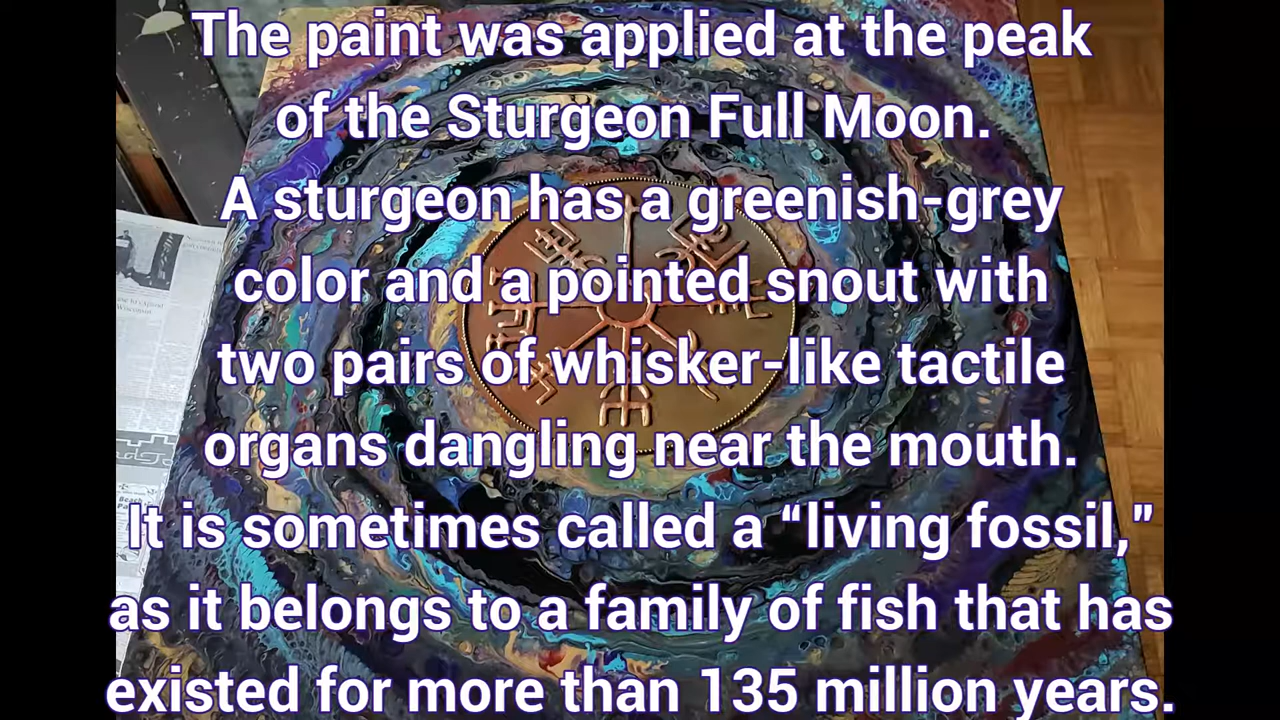 The paint was applied at the peak
of the Sturgeon Full Moon.
A sturgeon has a greenish-grey
color and a pointed snout with
two pairs of whisker-like tactile
organs dangling near the mouth.
It is sometimes called a “living fossil,”
as it belongs to a family of fish that has
existed for more than 135 million years.